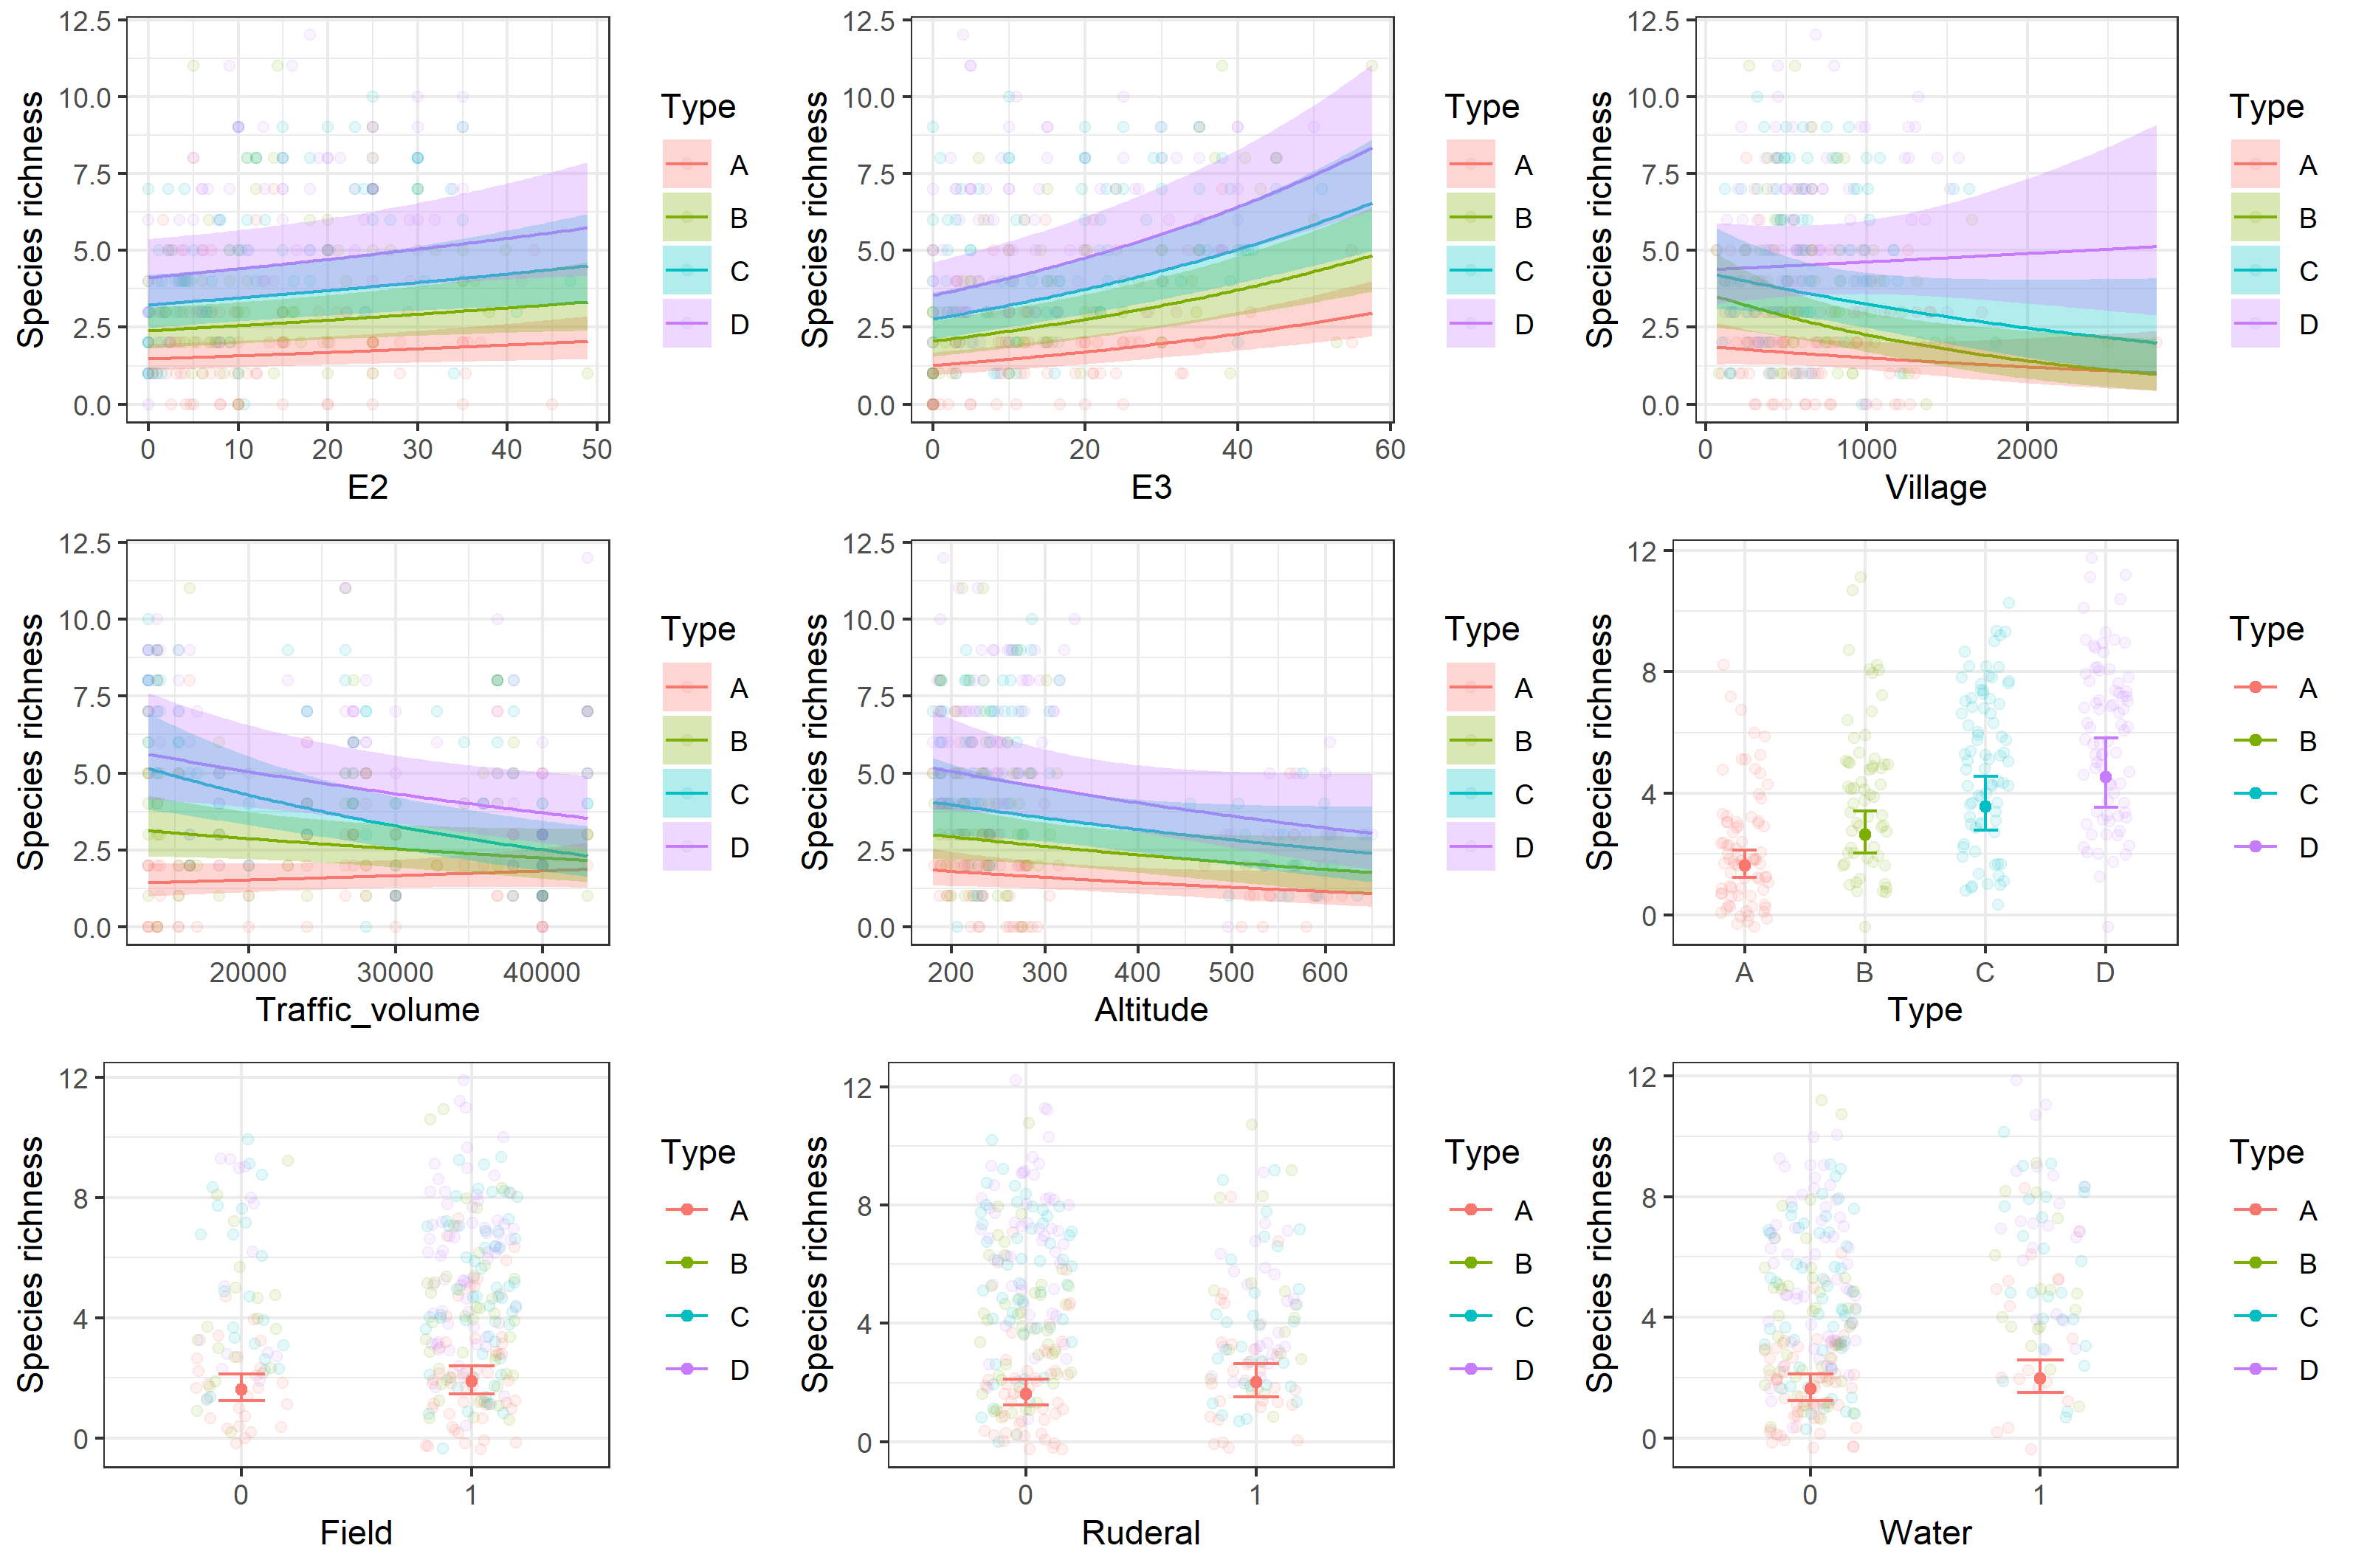 12.5
10.0
7.5
5.0
2.5
0.0
Species richness
0 10 20 30 40 50
E2
Type
A
B
C
D
12.5
10.0
7.5
5.0
2.5
0.0
Species richness
0 20 40 60
E3
Type
A
B
C
D
12.5
10.0
7.5
5.0
2.5
0.0
Species richness
0 1000 2000
Village
Type
A
B
C
D
12.5
10.0
7.5
5.0
2.5
0.0
Species richness
20000 30000 40000
Traffic_volume
Type
A
B
C
D
12.5
10.0
7.5
5.0
2.5
0.0
Species richness
200 300 400 500 600
Altitude
Type
A
B
C
D
12
8
4
0
Species richness
A B C D
Type
Type
A
B
C
D
12
8
4
0
Species richness
0 1
Field
Type
A
B
C
D
12
8
4
0
Species richness
0 1
Ruderal
Type
A
B
C
D
12
8
4
0
Species richness
0 1
Water
Type
A
B
C
D